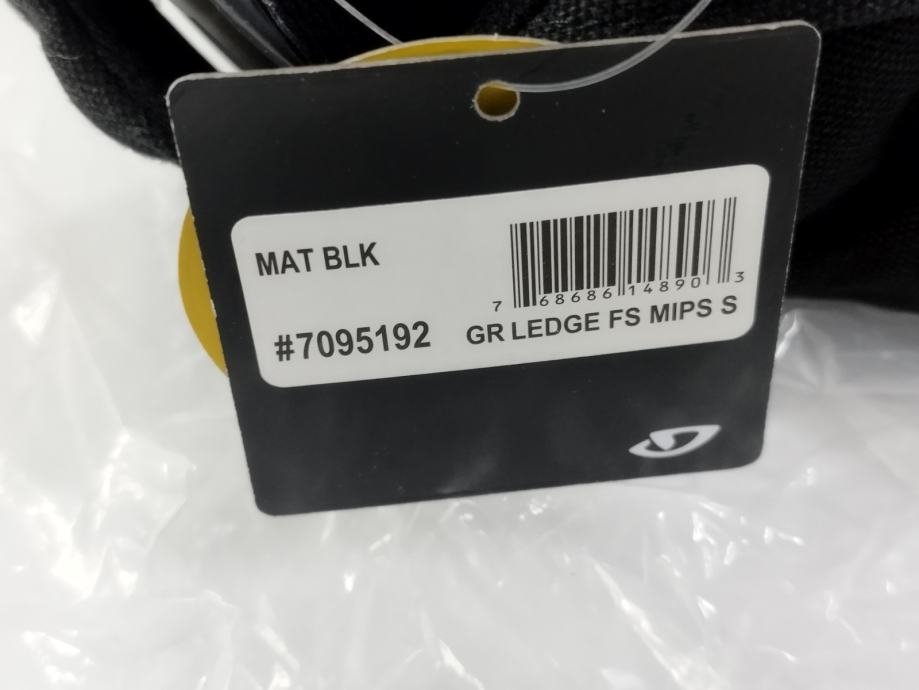 MAT BLK
7 68686 14890 3
#7095192
GR LEDGE FS MIPS S